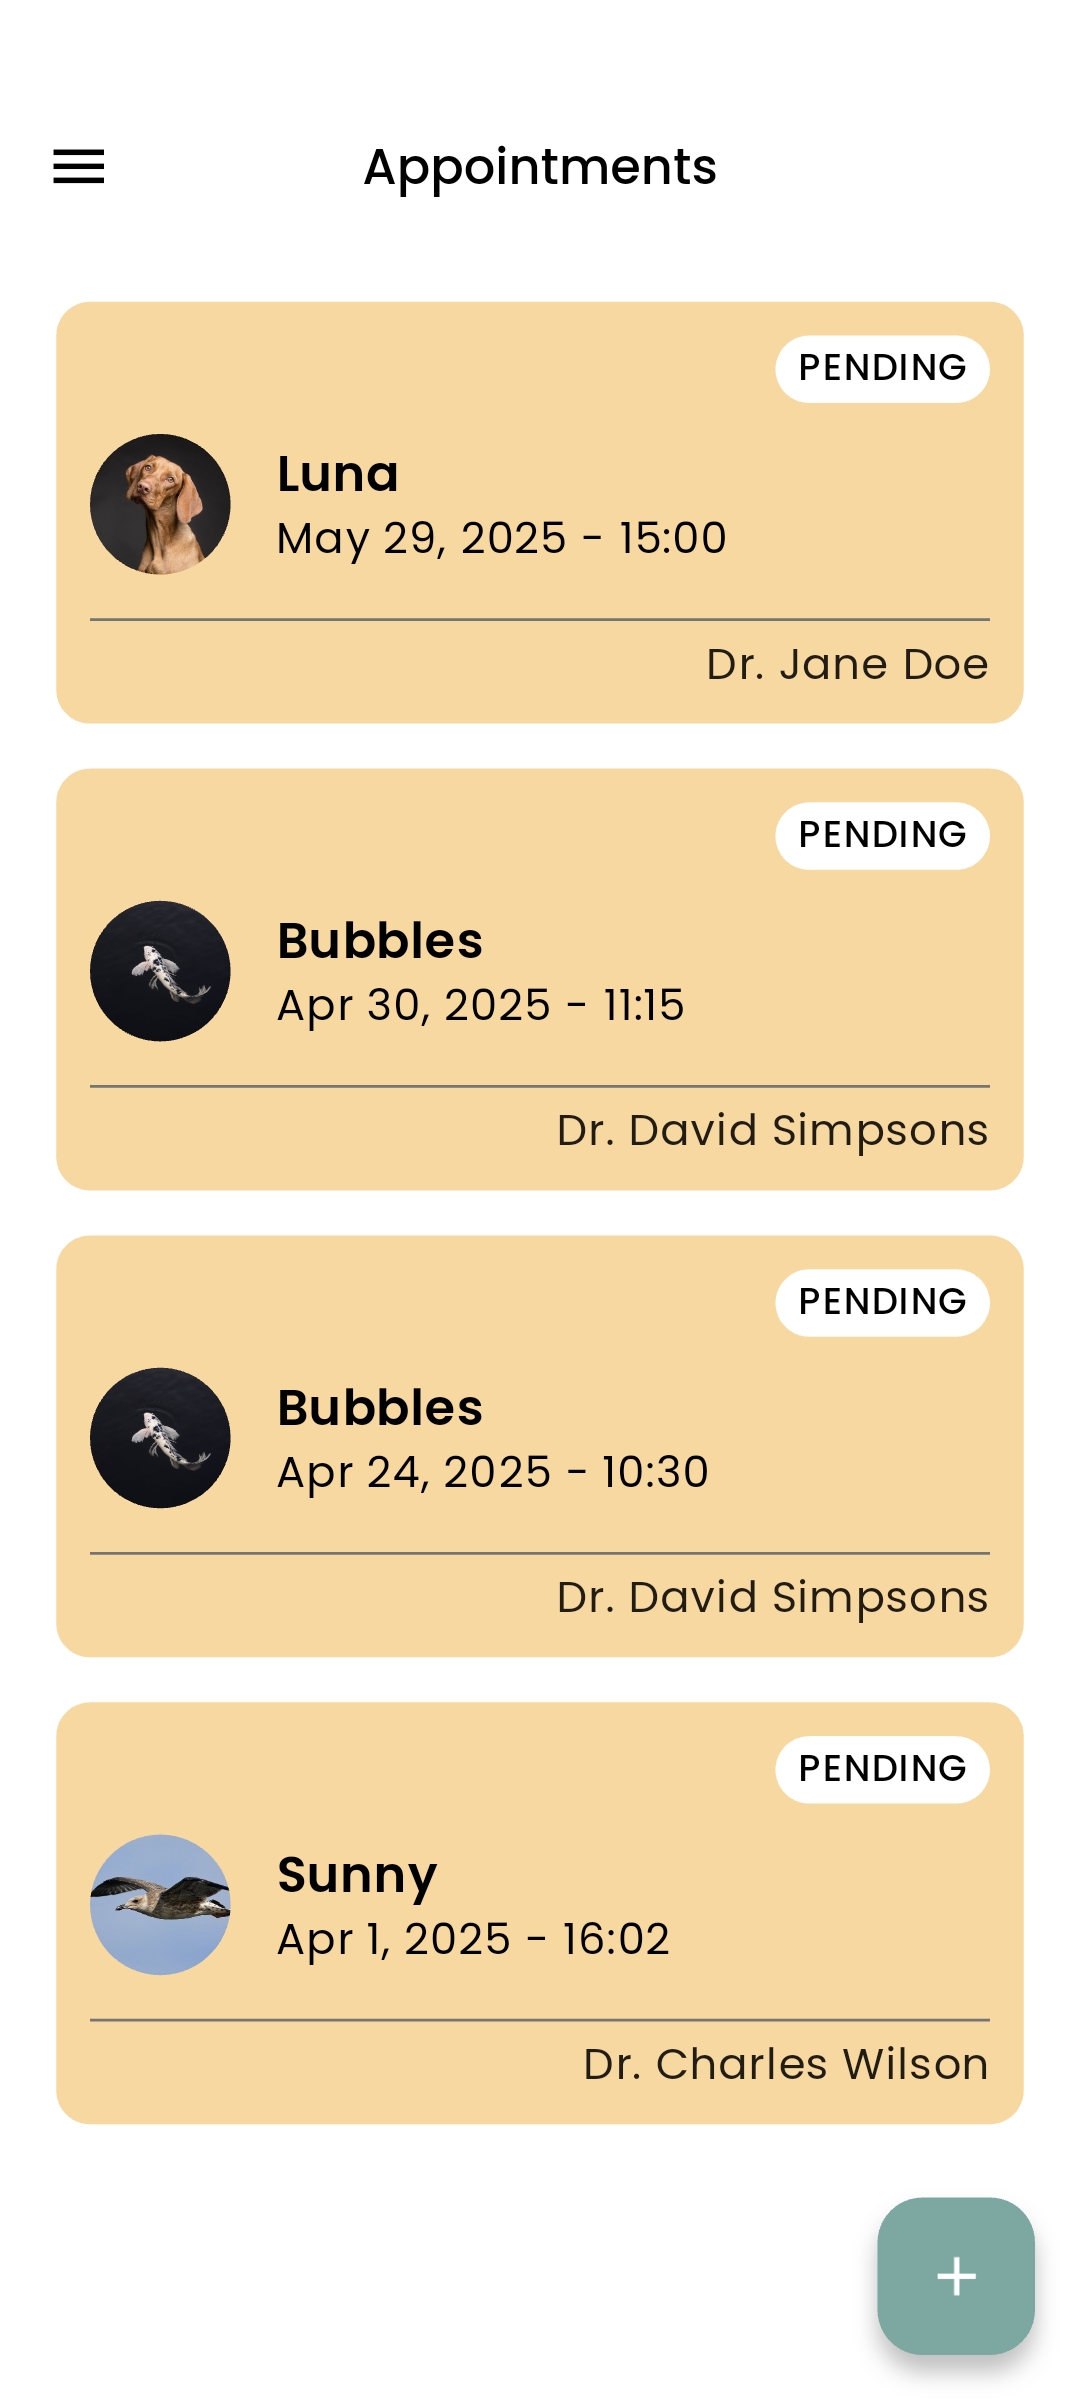 Appointments
PENDING
Luna
May 29, 2025 - 15:00
Dr. Jane Doe
PENDING
Bubbles
Apr 30, 2025 - 11:15
Dr. David Simpsons
PENDING
Bubbles
Apr 24, 2025 - 10:30
Dr. David Simpsons
PENDING
Sunny
Apr 1, 2025 - 16:02
Dr. Charles Wilson
+